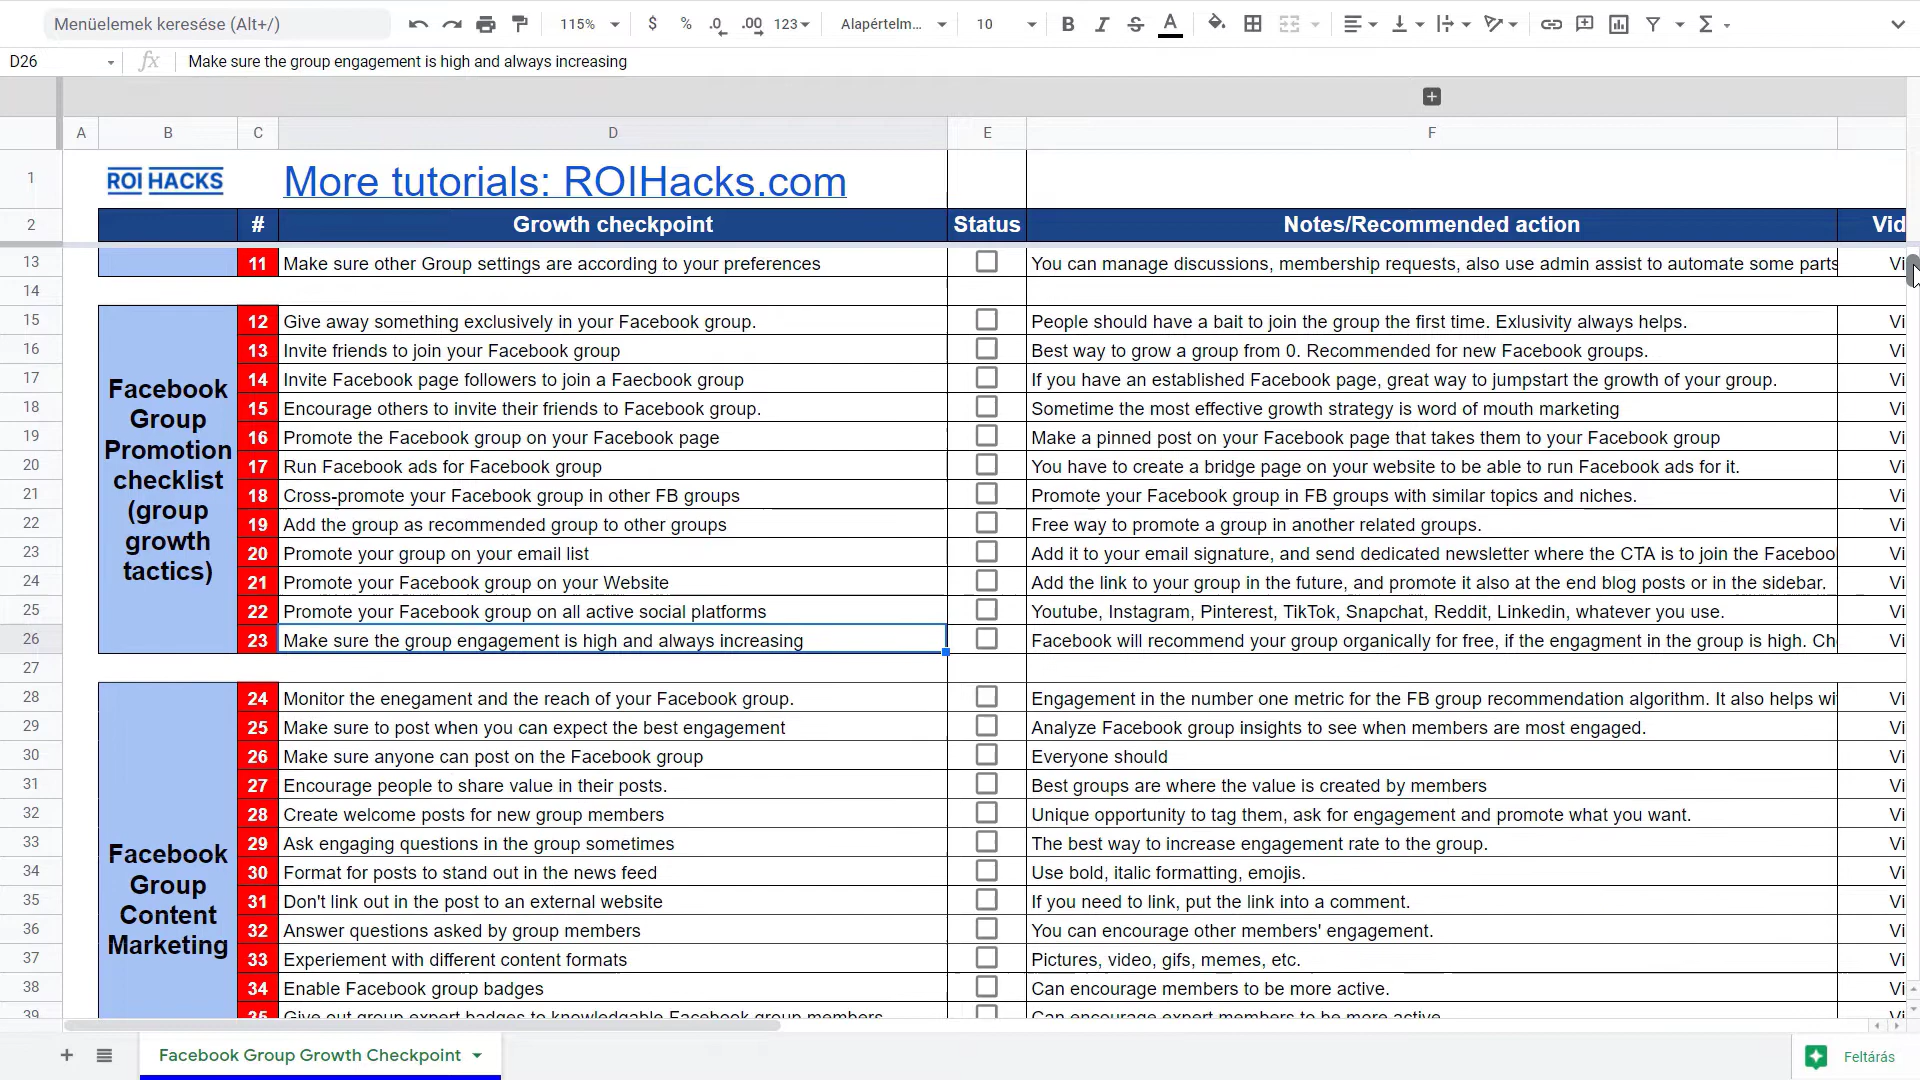 Menüelemek keresése (Alt+/)
115%
$
%
.0
.00
123
Alapértelm...
10
B
I
S
A
D26
fx
Make sure the group engagement is high and always increasing
A
B
C
D
E
F
1
ROI HACKS
More tutorials: ROIHacks.com
2
#
Growth checkpoint
Status
Notes/Recommended action
Vid
13
11
Make sure other Group settings are according to your preferences
You can manage discussions, membership requests, also use admin assist to automate some parts
Vi
14
Facebook
Group
Promotion
checklist
(group
growth
tactics)
15
12
Give away something exclusively in your Facebook group.
People should have a bait to join the group the first time. Exlusivity always helps.
Vi
16
13
Invite friends to join your Facebook group
Best way to grow a group from 0. Recommended for new Facebook groups.
Vi
17
14
Invite Facebook page followers to join a Faecbook group
If you have an established Facebook page, great way to jumpstart the growth of your group.
Vi
18
15
Encourage others to invite their friends to Facebook group.
Sometime the most effective growth strategy is word of mouth marketing
Vi
19
16
Promote the Facebook group on your Facebook page
Make a pinned post on your Facebook page that takes them to your Facebook group
Vi
20
17
Run Facebook ads for Facebook group
You have to create a bridge page on your website to be able to run Facebook ads for it.
Vi
21
18
Cross-promote your Facebook group in other FB groups
Promote your Facebook group in FB groups with similar topics and niches.
Vi
22
19
Add the group as recommended group to other groups
Free way to promote a group in another related groups.
Vi
23
20
Promote your group on your email list
Add it to your email signature, and send dedicated newsletter where the CTA is to join the Faceboo
Vi
24
21
Promote your Facebook group on your Website
Add the link to your group in the future, and promote it also at the end blog posts or in the sidebar.
Vi
25
22
Promote your Facebook group on all active social platforms
Youtube, Instagram, Pinterest, TikTok, Snapchat, Reddit, Linkedin, whatever you use.
Vi
26
23
Make sure the group engagement is high and always increasing
Facebook will recommend your group organically for free, if the engagment in the group is high. Ch
Vi
27
Facebook
Group
Content
Marketing
28
24
Monitor the enegament and the reach of your Facebook group.
Engagement in the number one metric for the FB group recommendation algorithm. It also helps wi
Vi
29
25
Make sure to post when you can expect the best engagement
Analyze Facebook group insights to see when members are most engaged.
Vi
30
26
Make sure anyone can post on the Facebook group
Everyone should
Vi
31
27
Encourage people to share value in their posts.
Best groups are where the value is created by members
Vi
32
28
Create welcome posts for new group members
Unique opportunity to tag them, ask for engagement and promote what you want.
Vi
33
29
Ask engaging questions in the group sometimes
The best way to increase engagement rate to the group.
Vi
34
30
Format for posts to stand out in the news feed
Use bold, italic formatting, emojis.
Vi
35
31
Don't link out in the post to an external website
If you need to link, put the link into a comment.
Vi
36
32
Answer questions asked by group members
You can encourage other members' engagement.
Vi
37
33
Experiement with different content formats
Pictures, video, gifs, memes, etc.
Vi
38
34
Enable Facebook group badges
Can encourage members to be more active.
Vi
39
35
Give out group expert badges to knowledgable Facebook group members
Can encourage expert members to be more active
Vi
Facebook Group Growth Checkpoint
Feltárás